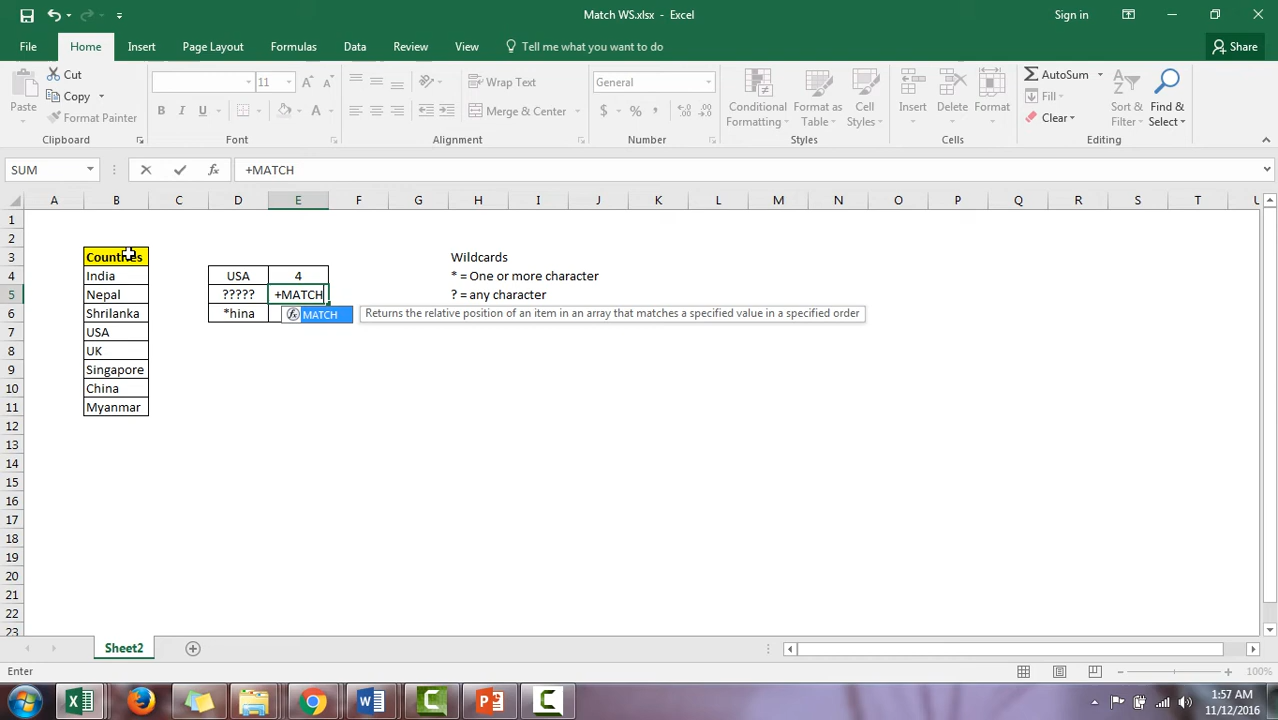 Match WS.xlsx - Excel
Sign in
File Home Insert Page Layout Formulas Data Review View Tell me what you want to do Share
Paste
Cut
Copy
Format Painter
Clipboard
11
A A
B I U A
Font
Wrap Text
Merge & Center
Alignment
General
$ % ,
Number
Conditional Formatting
Format as Table
Cell Styles
Styles
Insert Delete Format
Cells
AutoSum
Fill
Clear
Sort & Filter
Find & Select
Editing
SUM fx +MATCH
A B C D E F G H I J K L M N O P Q R S T U
1
2
3 Countries Wildcards
4 India USA 4 * = One or more character
5 Nepal ????? +MATCH ? = any character
6 Shrilanka *hina fx MATCH Returns the relative position of an item in an array that matches a specified value in a specified order
7 USA
8 UK
9 Singapore
10 China
11 Myanmar
12
13
14
15
16
17
18
19
20
21
22
23
Sheet2
Enter
100%
1:57 AM
11/12/2016